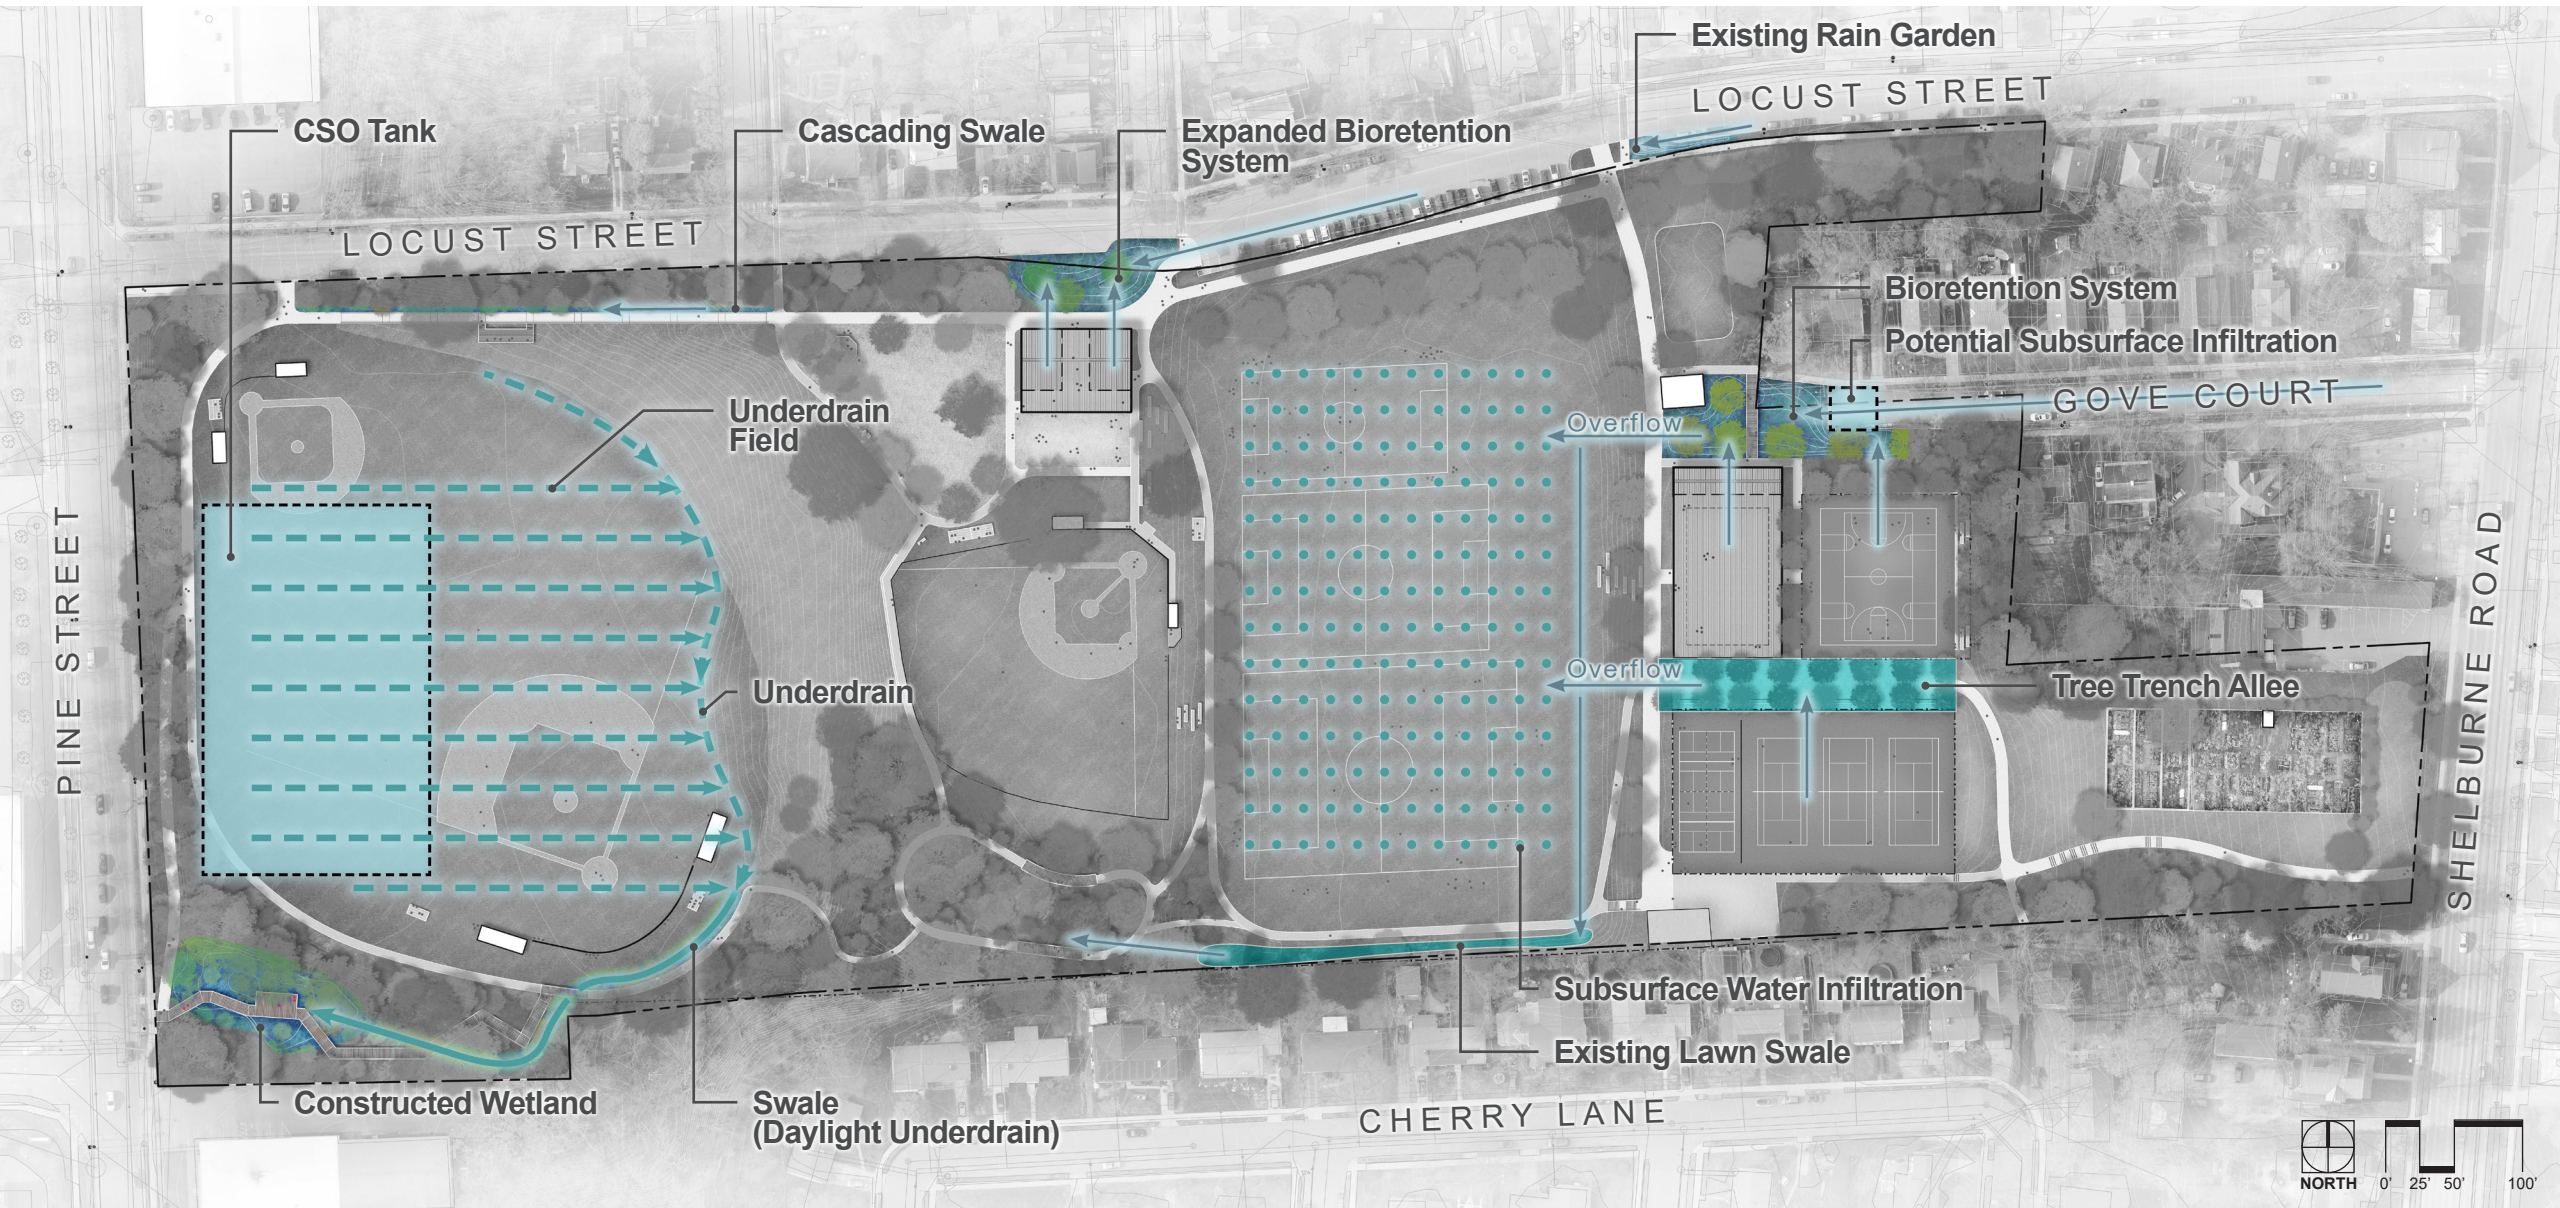 Existing Rain Garden
LOCUST STREET
CSO Tank
Cascading Swale
Expanded Bioretention
System
LOCUST STREET
Bioretention System
Potential Subsurface Infiltration
GOVE COURT
Underdrain
Field
Overflow
PINE STREET
SHELBURNE ROAD
Overflow
Underdrain
Tree Trench Allee
Subsurface Water Infiltration
Existing Lawn Swale
Constructed Wetland
Swale
(Daylight Underdrain)
CHERRY LANE
NORTH
0' 25' 50' 100'